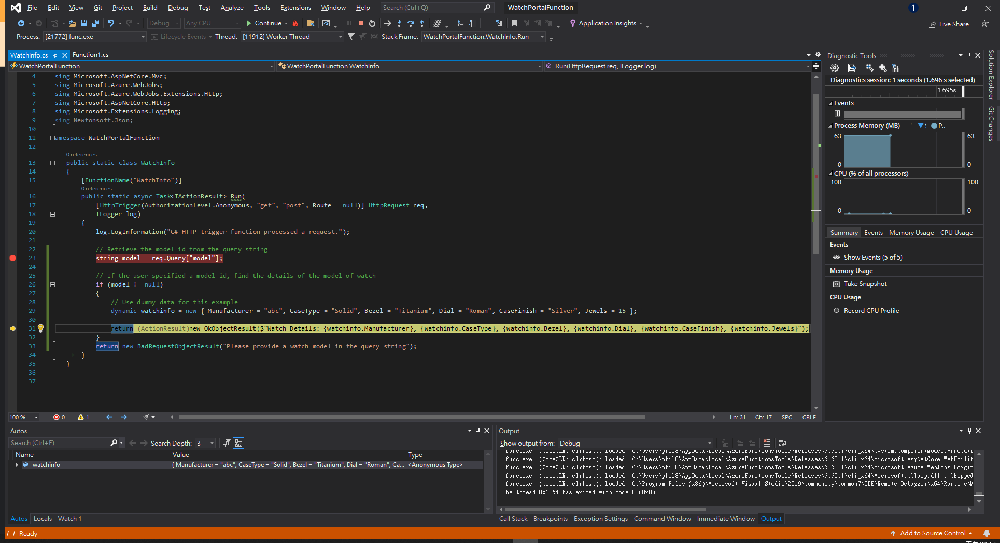 File Edit View Git Project Build Debug Test Analyze Tools Extensions Window Help Search (Ctrl+Q) WatchPortalFunction 1
Debug Any CPU Continue Application Insights Live Share
Process: [21772] func.exe Lifecycle Events Thread: [11912] Worker Thread Stack Frame: WatchPortalFunction.WatchInfo.Run
WatchInfo.cs Function1.cs
WatchPortalFunction WatchPortalFunction.WatchInfo Run(HttpRequest req, ILogger log)
4 sing Microsoft.AspNetCore.Mvc;
5 sing Microsoft.Azure.WebJobs;
6 sing Microsoft.Azure.WebJobs.Extensions.Http;
7 sing Microsoft.AspNetCore.Http;
8 sing Microsoft.Extensions.Logging;
9 sing Newtonsoft.Json;
10
11 amespace WatchPortalFunction
12
0 references
13 public static class WatchInfo
14 {
15 [FunctionName("WatchInfo")]
0 references
16 public static async Task<IActionResult> Run(
17 [HttpTrigger(AuthorizationLevel.Anonymous, "get", "post", Route = null)] HttpRequest req,
18 ILogger log)
19 {
20 log.LogInformation("C# HTTP trigger function processed a request.");
21
22 // Retrieve the model id from the query string
23 string model = req.Query["model"];
24
25 // If the user specified a model id, find the details of the model of watch
26 if (model != null)
27 {
28 // Use dummy data for this example
29 dynamic watchinfo = new { Manufacturer = "abc", CaseType = "Solid", Bezel = "Titanium", Dial = "Roman", CaseFinish = "Silver", Jewels = 15 };
30
31 return (ActionResult)new OkObjectResult($"Watch Details: {watchinfo.Manufacturer}, {watchinfo.CaseType}, {watchinfo.Bezel}, {watchinfo.Dial}, {watchinfo.CaseFinish}, {watchinfo.Jewels}");
32 }
33 return new BadRequestObjectResult("Please provide a watch model in the query string");
34 }
35 }
36
37
100 % 0 1 Ln: 31 Ch: 17 SPC CRLF
Diagnostic Tools
Diagnostics session: 1 seconds (1.696 s selected)
1.695s
Events
Process Memory (MB) P...
63 63
0 0
CPU (% of all processors)
100 100
0 0
Summary Events Memory Usage CPU Usage
Events
Show Events (5 of 5)
Memory Usage
Take Snapshot
CPU Usage
Record CPU Profile
Solution Explorer
Git Changes
Autos
Search (Ctrl+E) Search Depth: 3
Name Value Type
watchinfo { Manufacturer = "abc", CaseType = "Solid", Bezel = "Titanium", Dial = "Roman", Ca... <Anonymous Type>
Autos Locals Watch 1
Output
Show output from: Debug
'func.exe' (CoreCLR: clrhost): Loaded 'C:\Users\phil8\AppData\Local\AzureFunctionsTools\Releases\3.30.1\cli_x64\System.ComponentModel.Annotati
'func.exe' (CoreCLR: clrhost): Loaded 'C:\Users\phil8\AppData\Local\AzureFunctionsTools\Releases\3.30.1\cli_x64\Microsoft.AspNetCore.WebUtilit
'func.exe' (CoreCLR: clrhost): Loaded 'C:\Users\phil8\AppData\Local\AzureFunctionsTools\Releases\3.30.1\cli_x64\Microsoft.Azure.WebJobs.Loggin
'func.exe' (CoreCLR: clrhost): Loaded 'C:\Users\phil8\AppData\Local\AzureFunctionsTools\Releases\3.30.1\cli_x64\Microsoft.CSharp.dll'. Skipped
'func.exe' (CoreCLR: clrhost): Loaded 'C:\Program Files (x86)\Microsoft Visual Studio\2019\Community\Common7\IDE\Remote Debugger\x64\Runtime\M
The thread 0x1254 has exited with code 0 (0x0).
Call Stack Breakpoints Exception Settings Command Window Immediate Window Output
Ready Add to Source Control